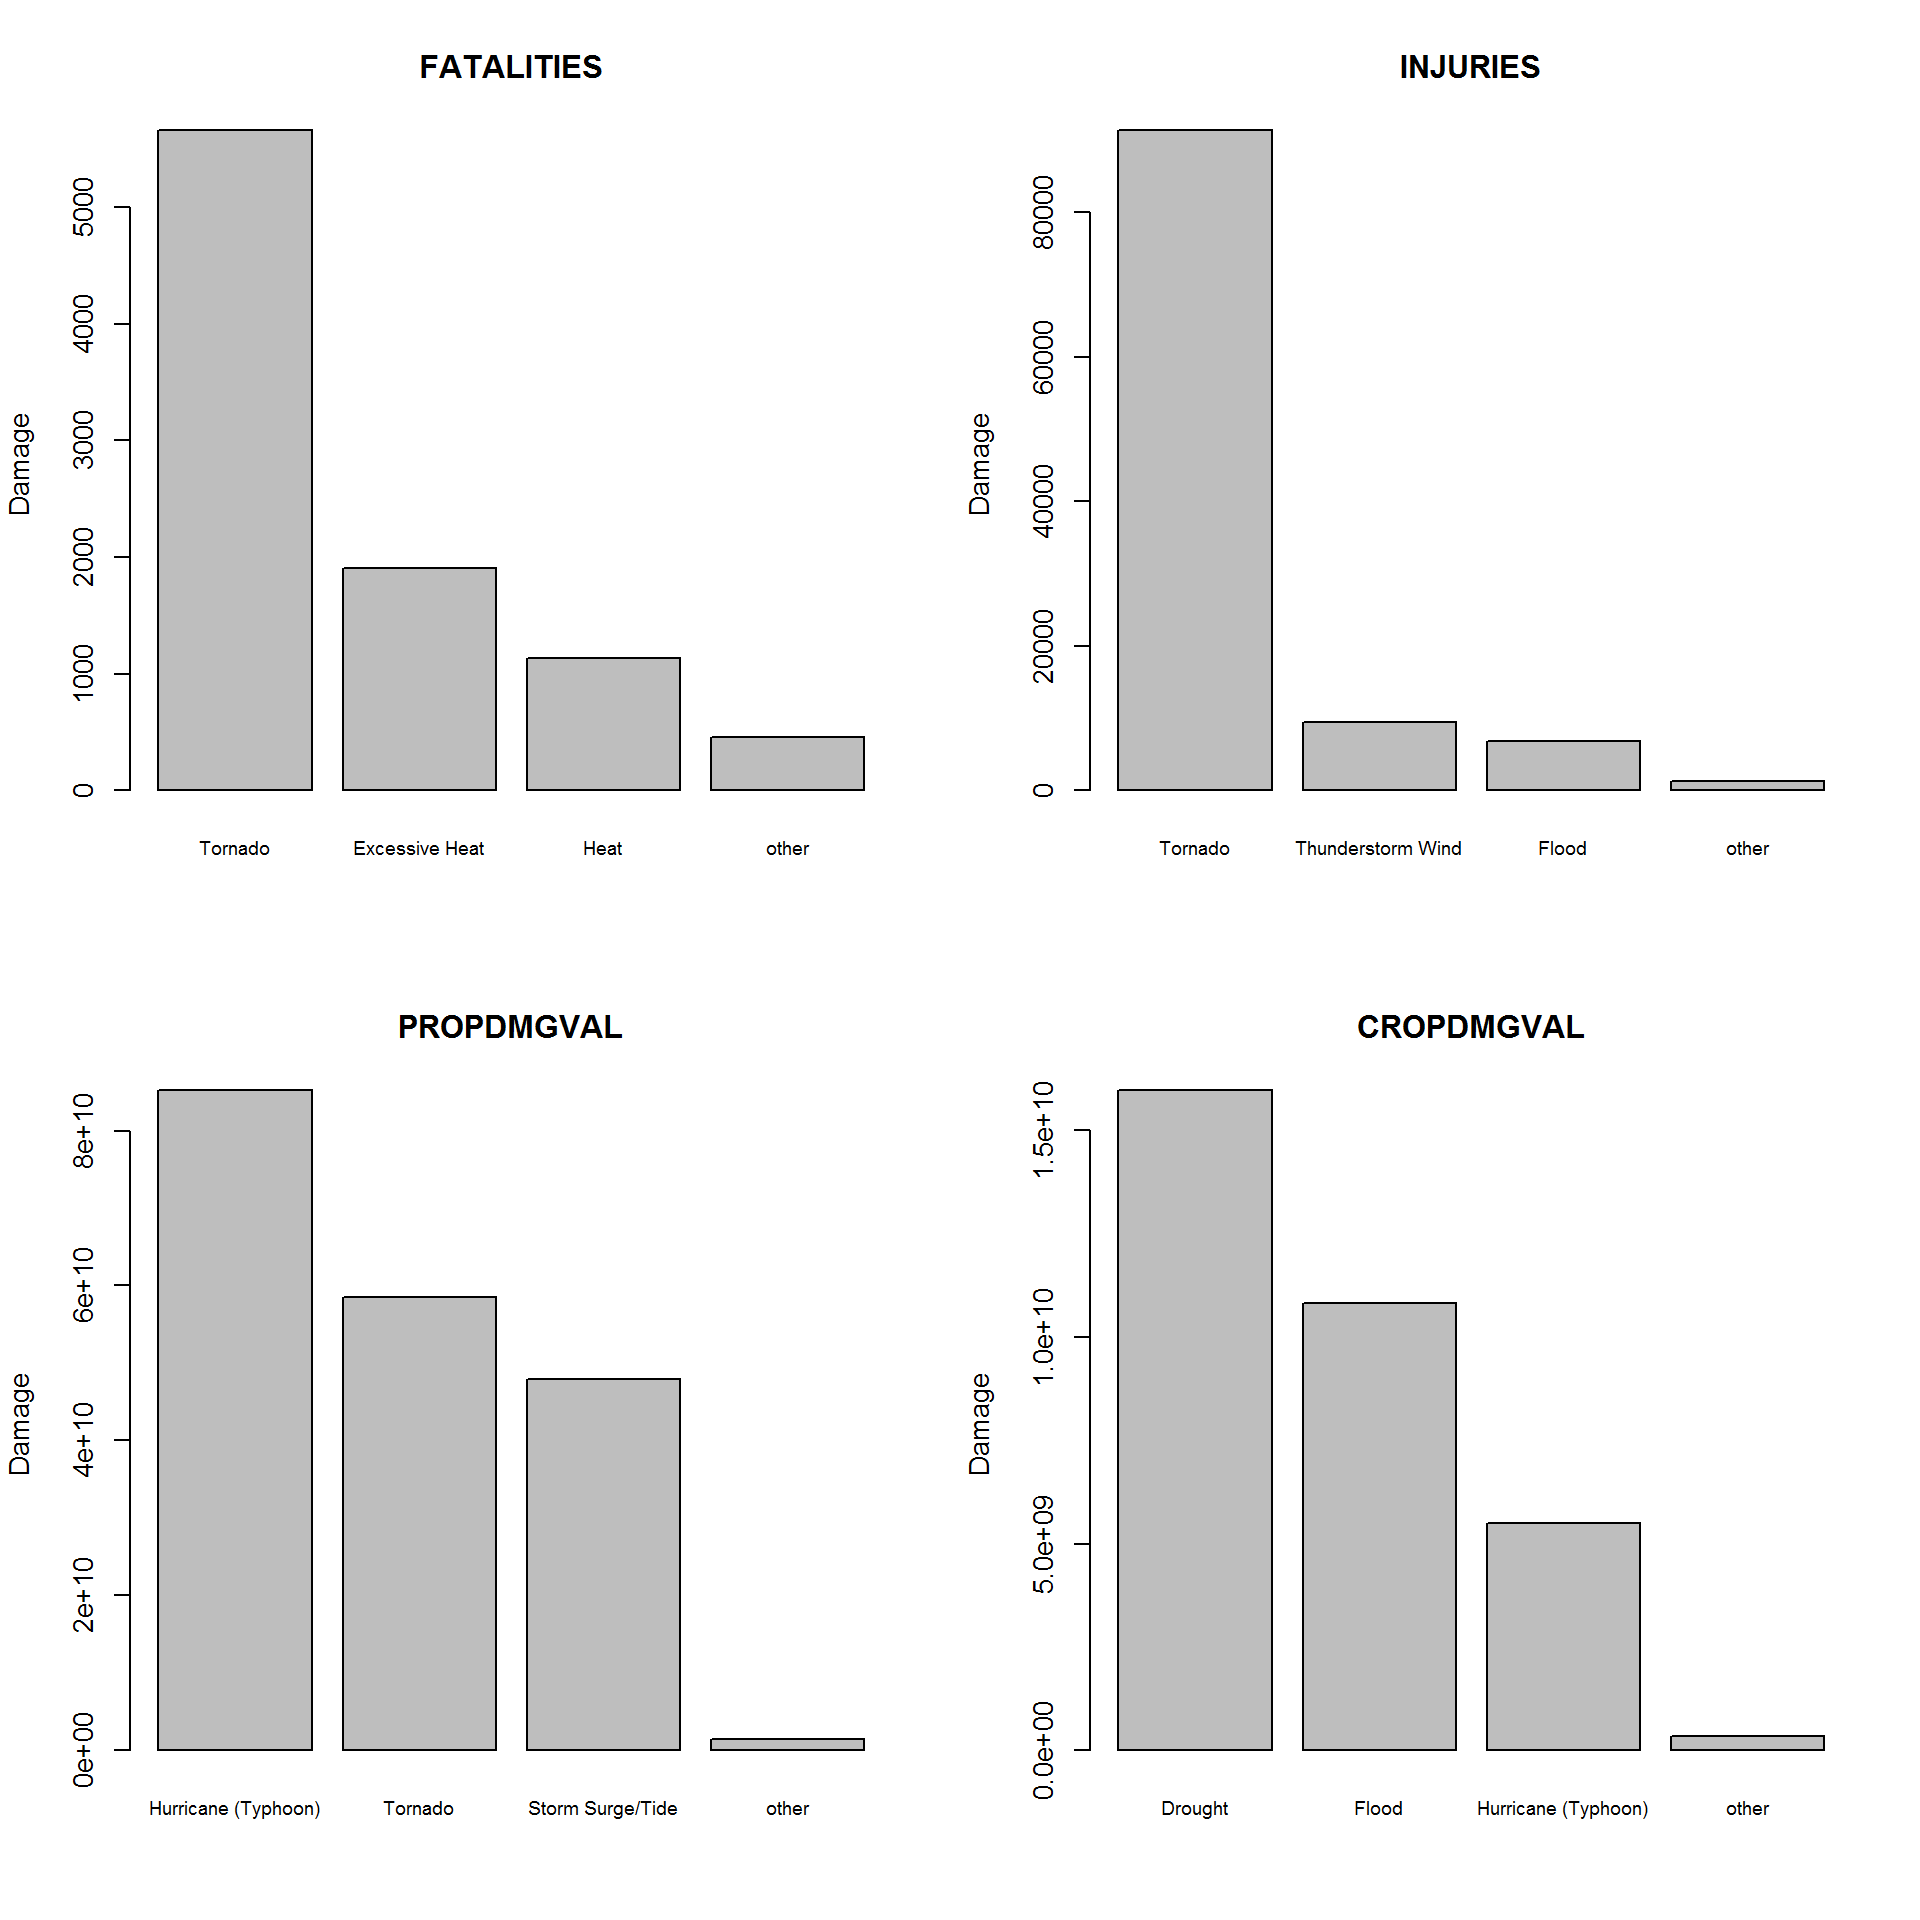 FATALITIES
Damage
5000
4000
3000
2000
1000
0
Tornado Excessive Heat Heat other
INJURIES
Damage
80000
60000
40000
20000
0
Tornado Thunderstorm Wind Flood other
PROPDMGVAL
Damage
8e+10
6e+10
4e+10
2e+10
0e+00
Hurricane (Typhoon) Tornado Storm Surge/Tide other
CROPDMGVAL
Damage
1.5e+10
1.0e+10
5.0e+09
0.0e+00
Drought Flood Hurricane (Typhoon) other